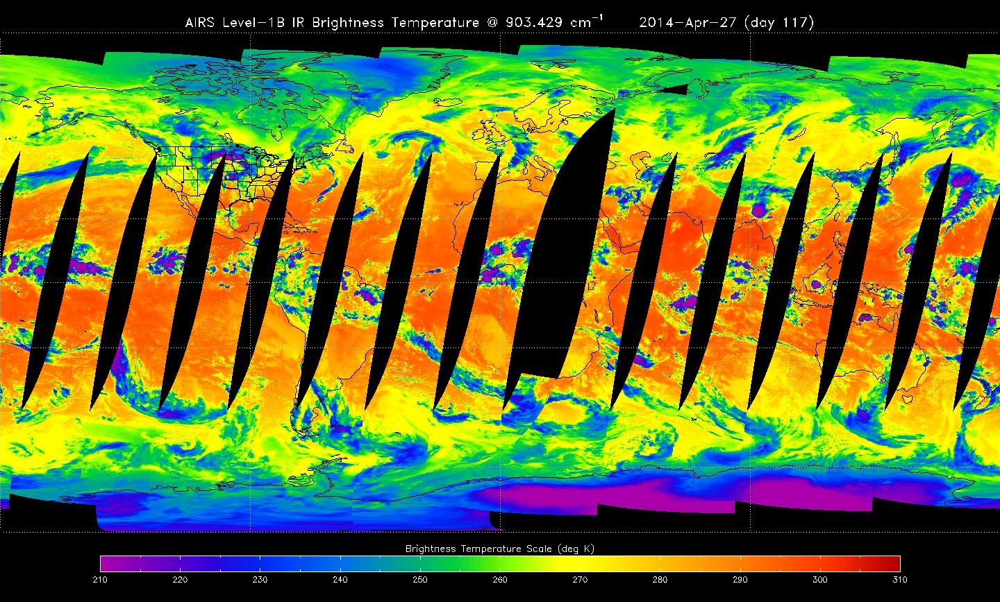 AIRS Level-1B IR Brightness Temperature @ 903.429 cm⁻¹ 2014-Apr-27 (day 117)
Brightness Temperature Scale (deg K)
210 220 230 240 250 260 270 280 290 300 310